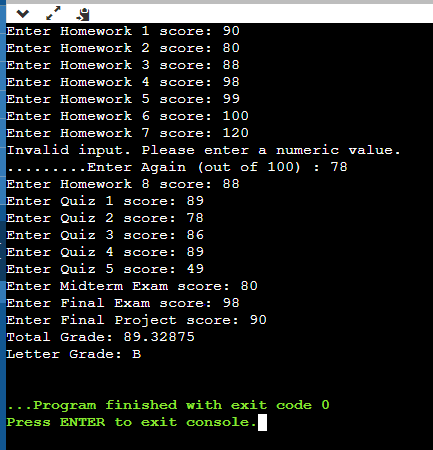 Enter Homework 1 score: 90
Enter Homework 2 score: 80
Enter Homework 3 score: 88
Enter Homework 4 score: 98
Enter Homework 5 score: 99
Enter Homework 6 score: 100
Enter Homework 7 score: 120
Invalid input. Please enter a numeric value.
.........Enter Again (out of 100) : 78
Enter Homework 8 score: 88
Enter Quiz 1 score: 89
Enter Quiz 2 score: 78
Enter Quiz 3 score: 86
Enter Quiz 4 score: 89
Enter Quiz 5 score: 49
Enter Midterm Exam score: 80
Enter Final Exam score: 98
Enter Final Project score: 90
Total Grade: 89.32875
Letter Grade: B
...Program finished with exit code 0
Press ENTER to exit console.